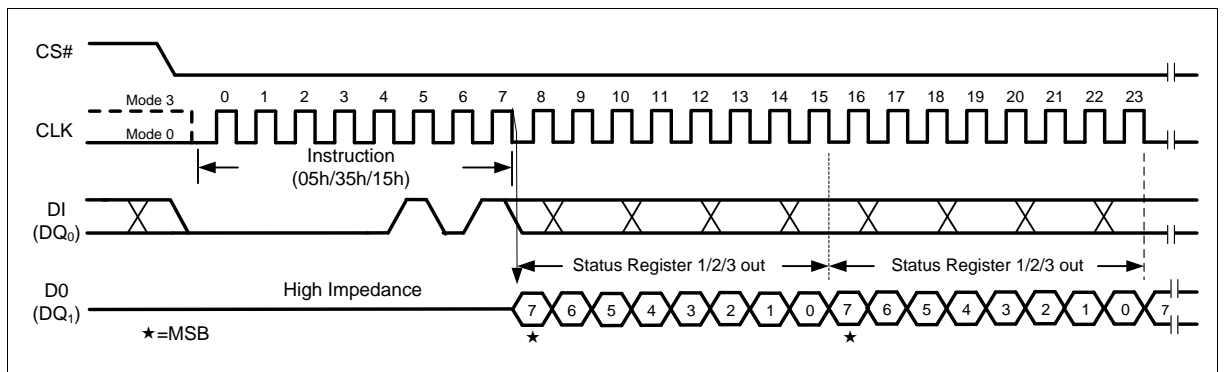 CS#
Mode 3
0 1 2 3 4 5 6 7 8 9 10 11 12 13 14 15 16 17 18 19 20 21 22 23
CLK
Mode 0
Instruction
(05h/35h/15h)
DI
(DQ0)
Status Register 1/2/3 out Status Register 1/2/3 out
D0
(DQ1)
High Impedance
7 6 5 4 3 2 1 0 7 6 5 4 3 2 1 0 7
★ ★
★=MSB